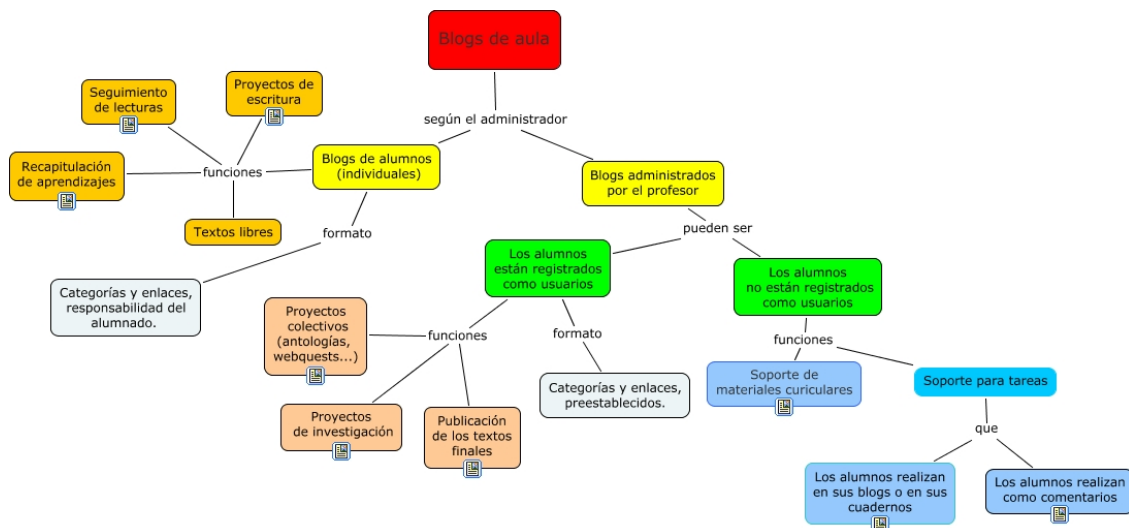 Blogs de aula
según el administrador
Seguimiento
de lecturas
Proyectos de
escritura
Recapitulación
de aprendizajes
funciones
Textos libres
Blogs de alumnos
(individuales)
formato
Categorías y enlaces,
responsabilidad del
alumnado.
Blogs administrados
por el profesor
pueden ser
Los alumnos
están registrados
como usuarios
funciones
Proyectos
colectivos
(antologías,
webquests...)
Proyectos
de investigación
Publicación
de los textos
finales
formato
Categorías y enlaces,
preestablecidos.
Los alumnos
no están registrados
como usuarios
funciones
Soporte de
materiales curiculares
Soporte para tareas
que
Los alumnos realizan
en sus blogs o en sus
cuadernos
Los alumnos realizan
como comentarios